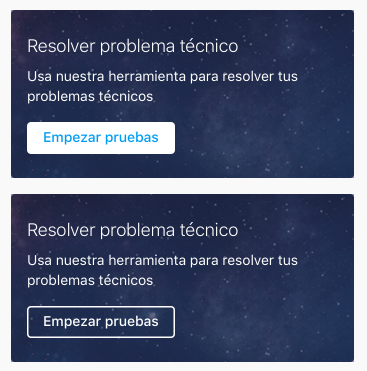 Resolver problema técnico
Usa nuestra herramienta para resolver tus
problemas técnicos
Empezar pruebas
Resolver problema técnico
Usa nuestra herramienta para resolver tus
problemas técnicos
Empezar pruebas